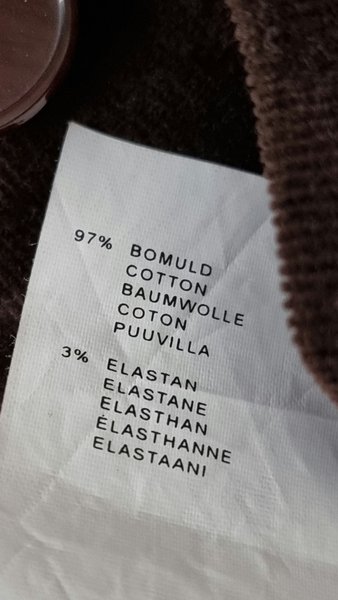 97% BOMULD
COTTON
BAUMWOLLE
COTON
PUUVILLA
3% ELASTAN
ELASTANE
ELASTHAN
ÉLASTHANNE
ELASTAANI